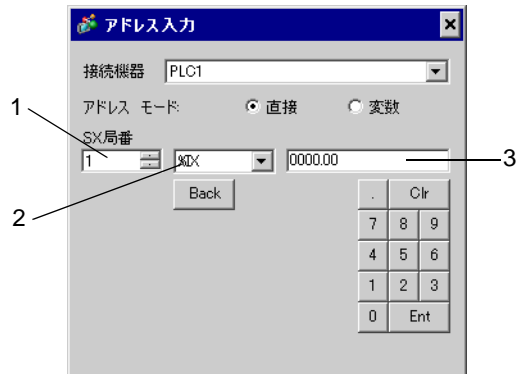 アドレス入力
接続機器 PLC1
アドレス モード: 直接 変数
1
SX局番
1 %IX 0000.00 3
2
Back . Clr
7 8 9
4 5 6
1 2 3
0 Ent